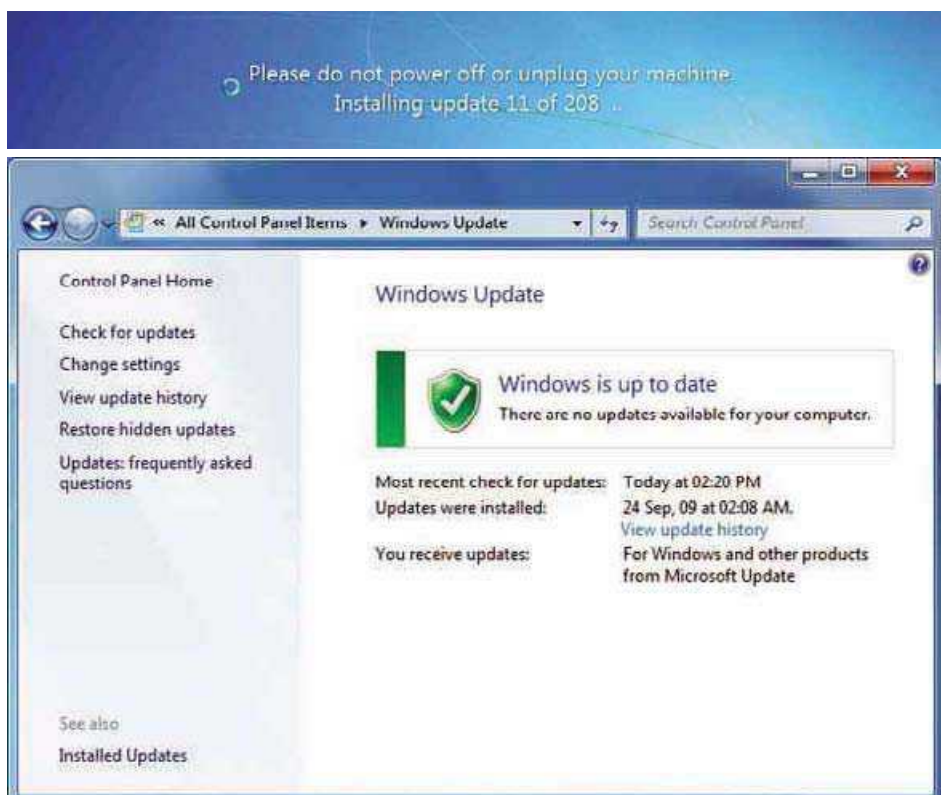 Please do not power off or unplug your machine.
Installing update 11 of 208 ..
« All Control Panel Items ▸ Windows Update
Search Control Panel
Control Panel Home
Check for updates
Change settings
View update history
Restore hidden updates
Updates: frequently asked
questions
See also
Installed Updates
Windows Update
Windows is up to date
There are no updates available for your computer.
Most recent check for updates: Today at 02:20 PM
Updates were installed: 24 Sep, 09 at 02:08 AM.
View update history
You receive updates: For Windows and other products
from Microsoft Update